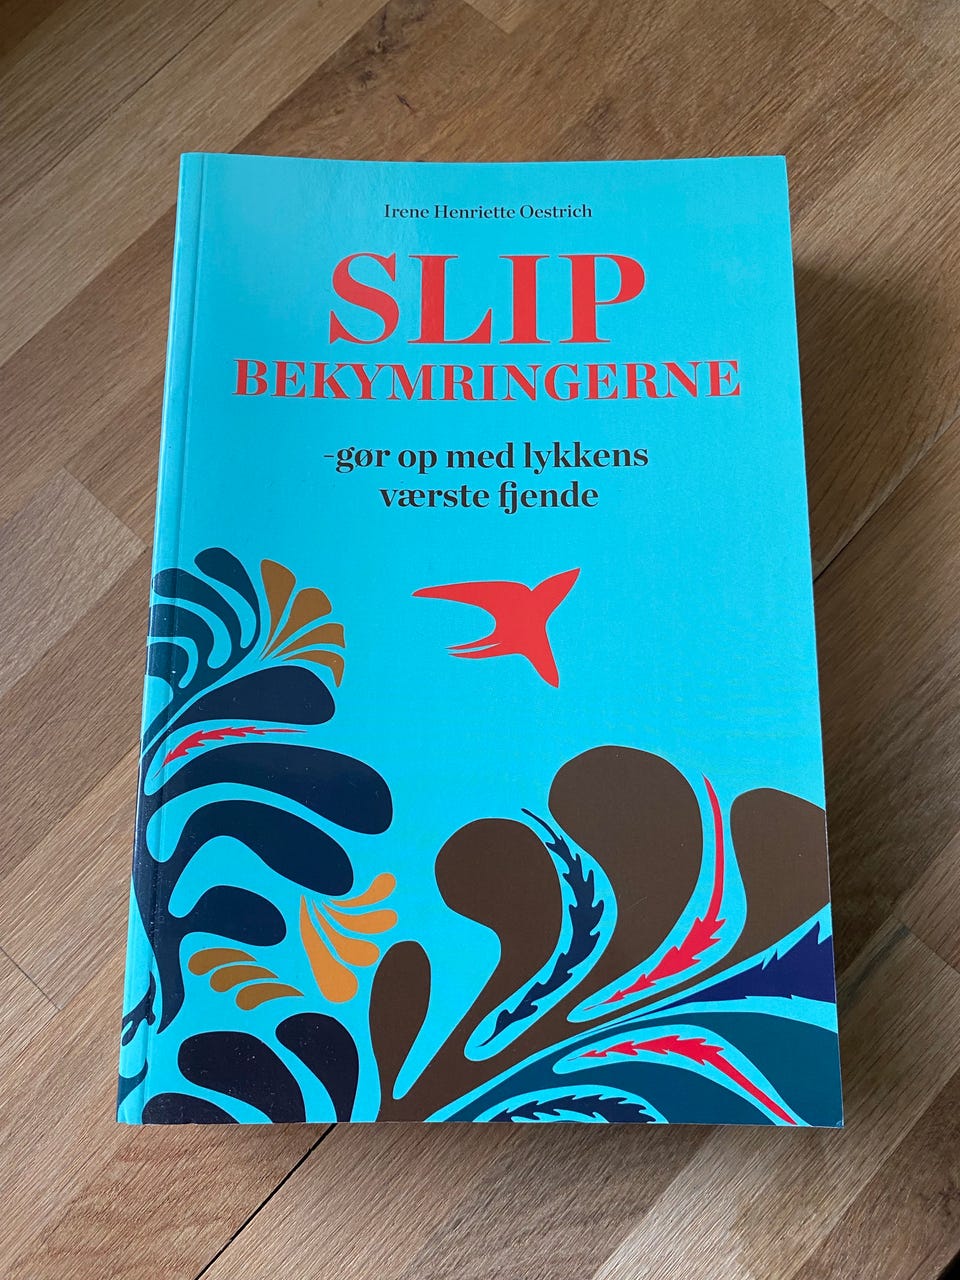 Irene Henriette Oestrich
SLIP
BEKYMRINGERNE
-gør op med lykkens
værste fjende